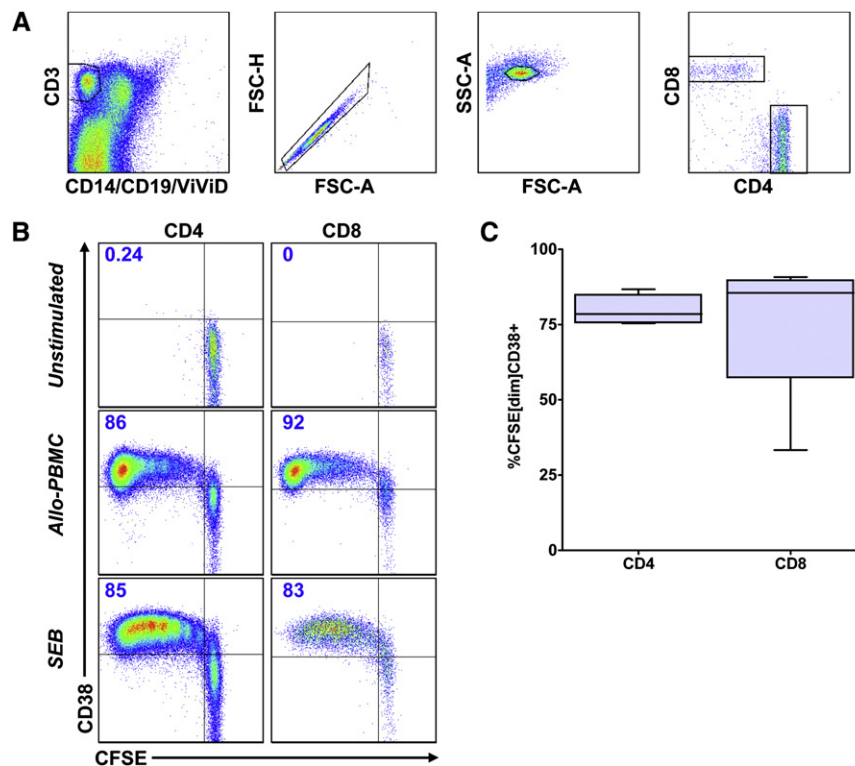 A
CD3
CD14/CD19/ViViD
FSC-H
FSC-A
SSC-A
FSC-A
CD8
CD4
B
CD4
CD8
Unstimulated
0.24
0
Allo-PBMC
86
92
SEB
85
83
CD38
CFSE
C
%CFSE[dim]CD38+
100
75
50
25
0
CD4
CD8